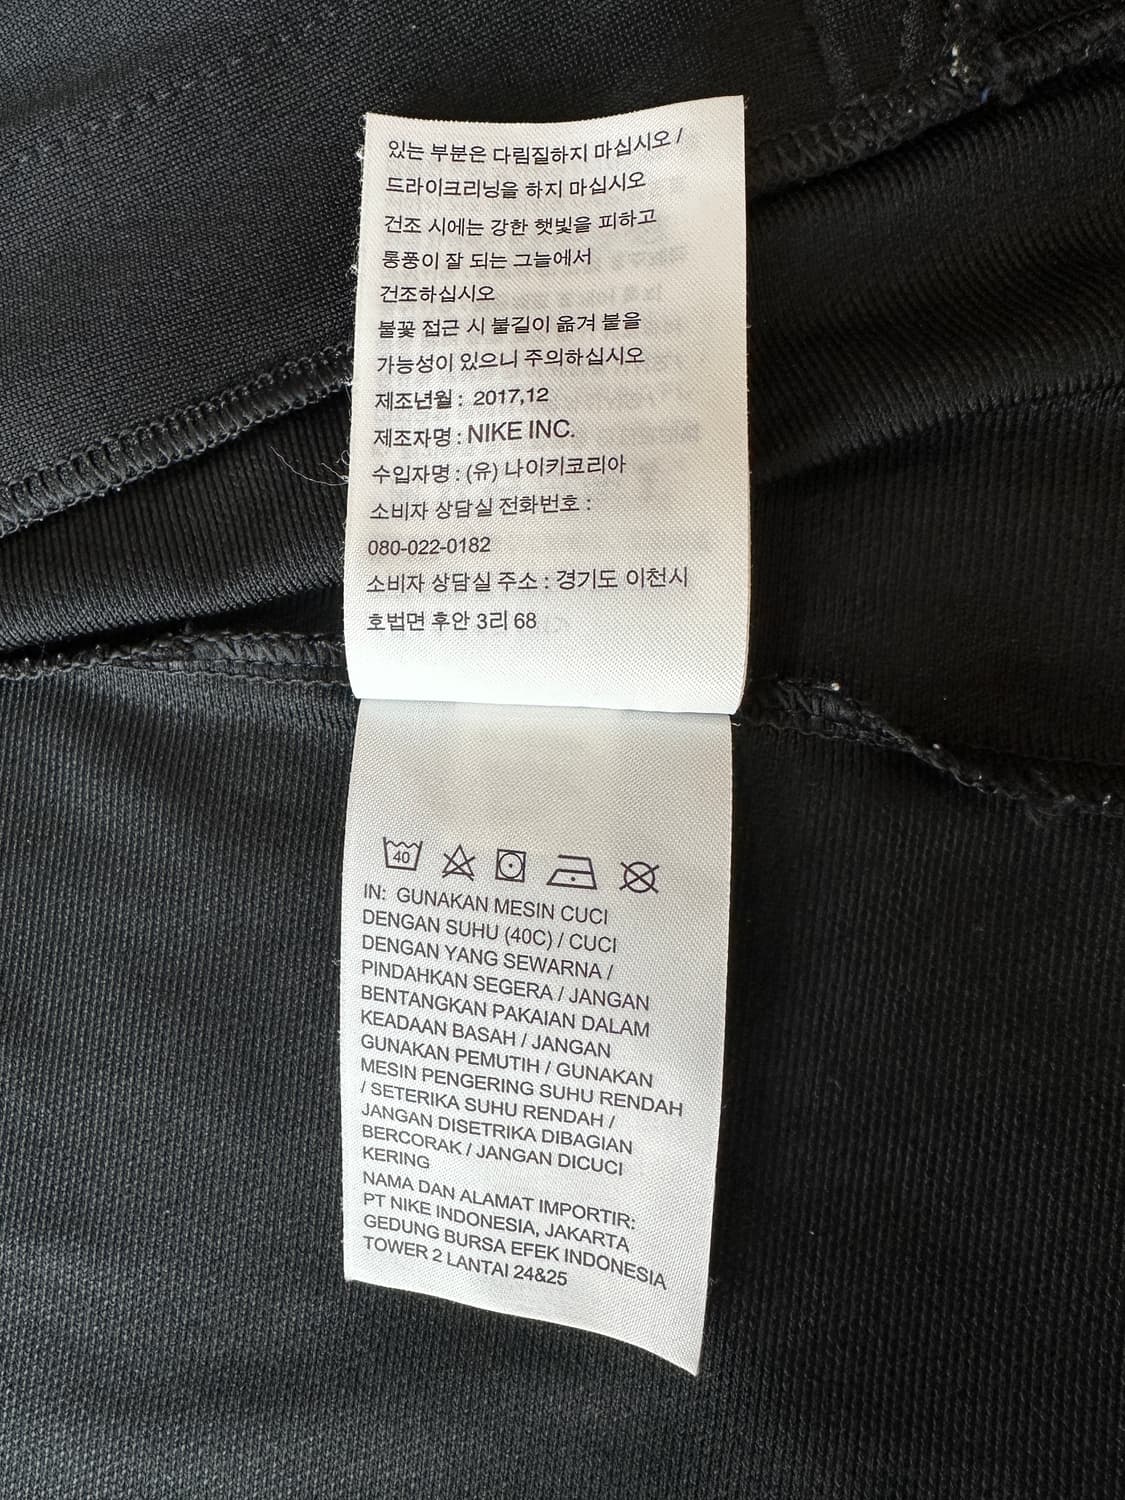 있는 부분은 다림질하지 마십시오 /
드라이크리닝을 하지 마십시오
건조 시에는 강한 햇빛을 피하고
통풍이 잘 되는 그늘에서
건조하십시오
불꽃 접근 시 불길이 옮겨 붙을
가능성이 있으니 주의하십시오
제조년월 : 2017,12
제조자명 : NIKE INC.
수입자명 : (유) 나이키코리아
소비자 상담실 전화번호 :
080-022-0182
소비자 상담실 주소 : 경기도 이천시
호법면 후안 3리 68
40
IN: GUNAKAN MESIN CUCI
DENGAN SUHU (40C) / CUCI
DENGAN YANG SEWARNA /
PINDAHKAN SEGERA / JANGAN
BENTANGKAN PAKAIAN DALAM
KEADAAN BASAH / JANGAN
GUNAKAN PEMUTIH / GUNAKAN
MESIN PENGERING SUHU RENDAH
/ SETERIKA SUHU RENDAH /
JANGAN DISETRIKA DIBAGIAN
BERCORAK / JANGAN DICUCI
KERING
NAMA DAN ALAMAT IMPORTIR:
PT NIKE INDONESIA, JAKARTA
GEDUNG BURSA EFEK INDONESIA
TOWER 2 LANTAI 24&25